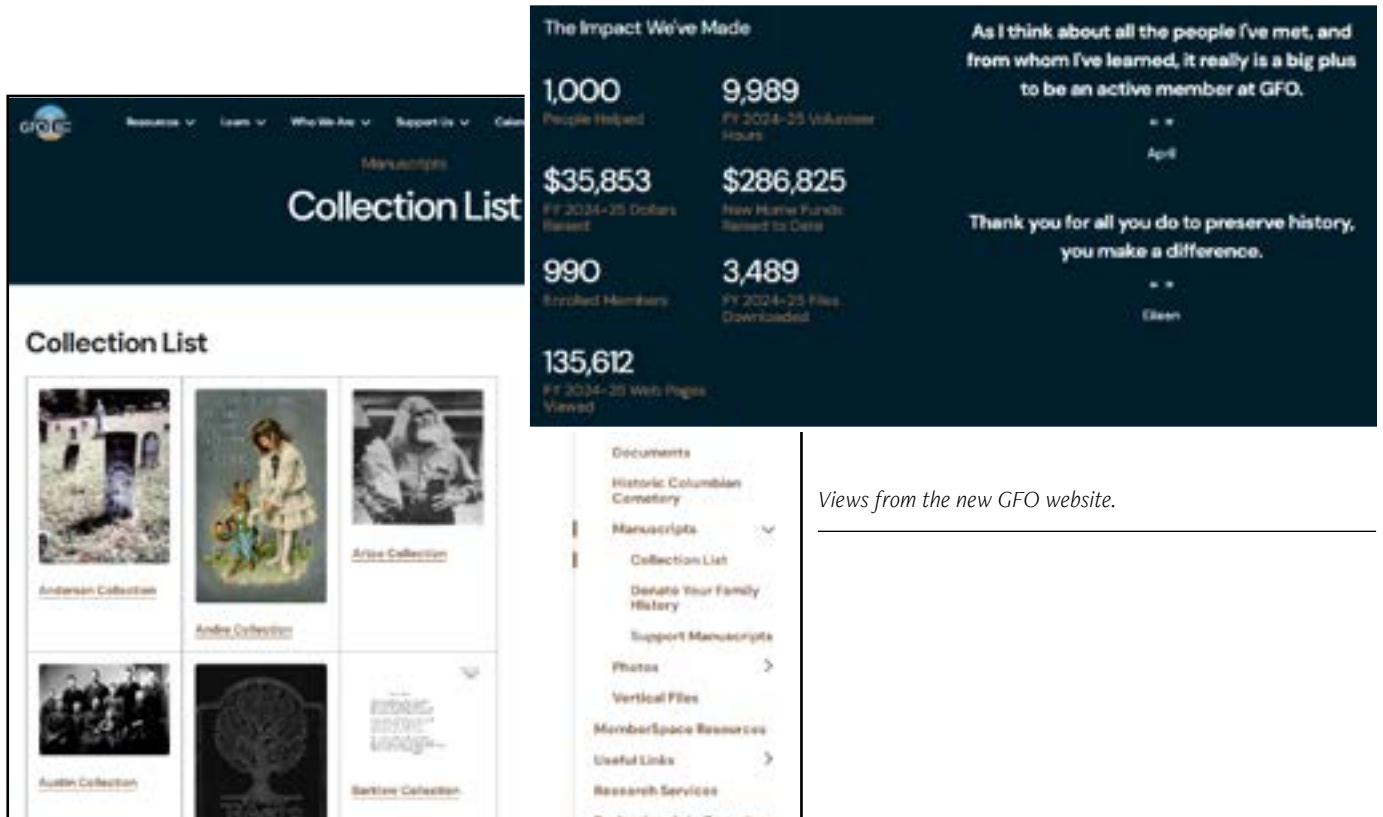 The Impact We've Made
1,000
People Helped
9,989
FY 2024-25 Volunteer
Hours
$35,853
FY 2024-25 Dollars
Raised
$286,825
New Home Funds
Raised to Date
990
Enrolled Members
3,489
FY 2024-25 Files
Downloaded
135,612
FY 2024-25 Web Pages
Viewed
As I think about all the people I've met, and
from whom I've learned, it really is a big plus
to be an active member at GFO.
April
Thank you for all you do to preserve history,
you make a difference.
Eileen
GFO
Resources
Learn
Who We Are
Support Us
Manuscripts
Collection List
Collection List
Anderson Collection
Andre Collection
Collection
Austin Collection
Collection
Documents
Historic Columbian
Cemetery
Manuscripts
Collection List
Donate Your Family
History
Support Manuscripts
Photos
Vertical Files
MemberSpace Resources
Useful Links
Research Services
Views from the new GFO website.